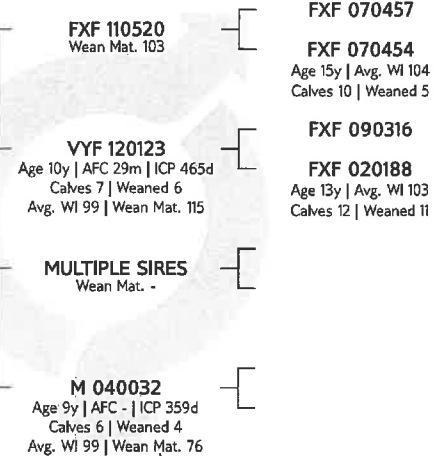 FXF 110520
Wean Mat. 103
VYF 120123
Age 10y | AFC 29m | ICP 465d
Calves 7 | Weaned 6
Avg. WI 99 | Wean Mat. 115
MULTIPLE SIRES
Wean Mat. -
M 040032
Age 9y | AFC - | ICP 359d
Calves 6 | Weaned 4
Avg. WI 99 | Wean Mat. 76
FXF 070457
FXF 070454
Age 15y | Avg. WI 104
Calves 10 | Weaned 5
FXF 090316
FXF 020188
Age 13y | Avg. WI 103
Calves 12 | Weaned 11